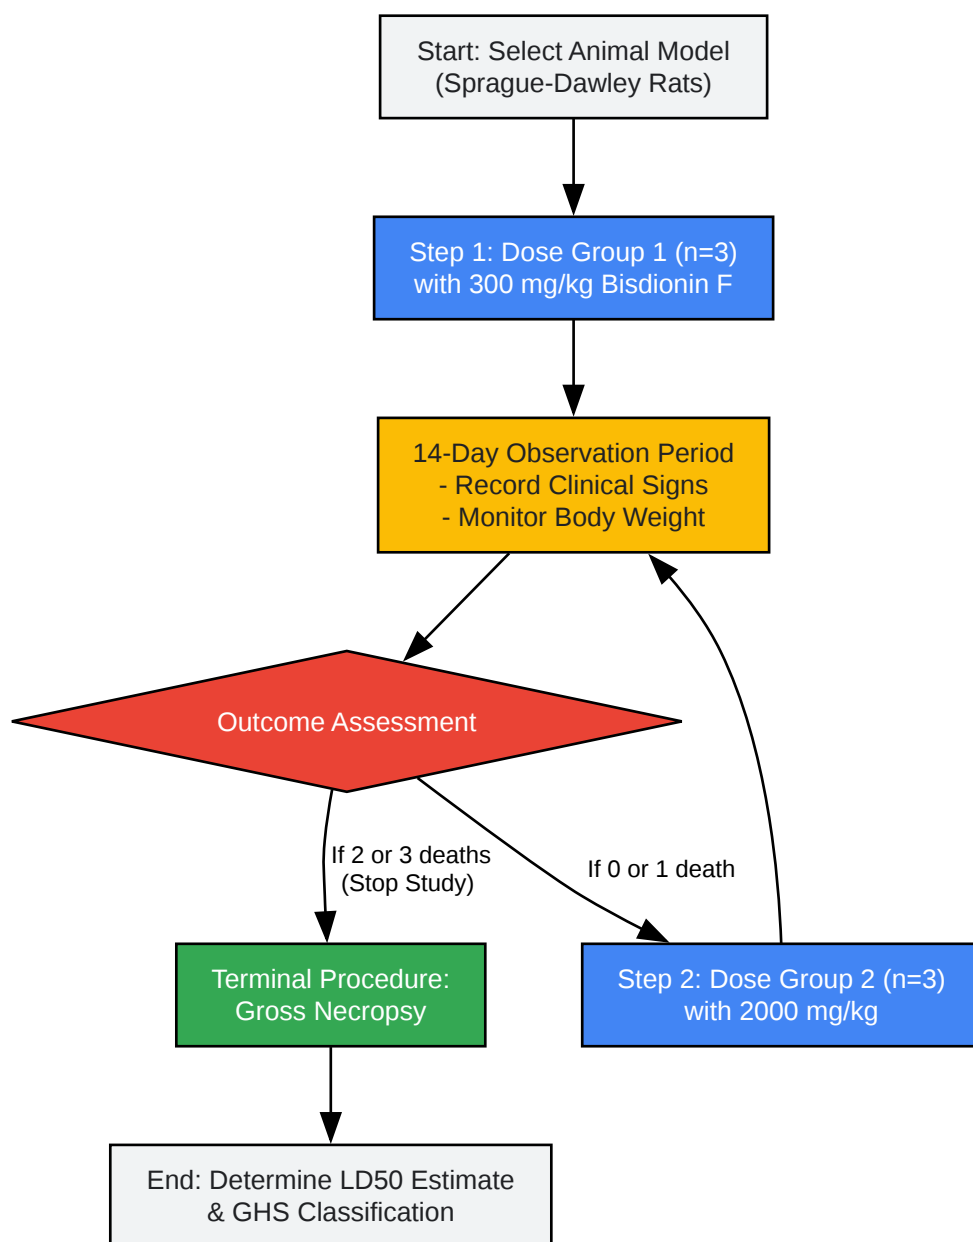 Start: Select Animal Model
(Sprague-Dawley Rats)
Step 1: Dose Group 1 (n=3)
with 300 mg/kg Bisdionin F
14-Day Observation Period
- Record Clinical Signs
- Monitor Body Weight
Outcome Assessment
If 2 or 3 deaths
(Stop Study)
If 0 or 1 death
Terminal Procedure:
Gross Necropsy
Step 2: Dose Group 2 (n=3)
with 2000 mg/kg
End: Determine LD50 Estimate
& GHS Classification